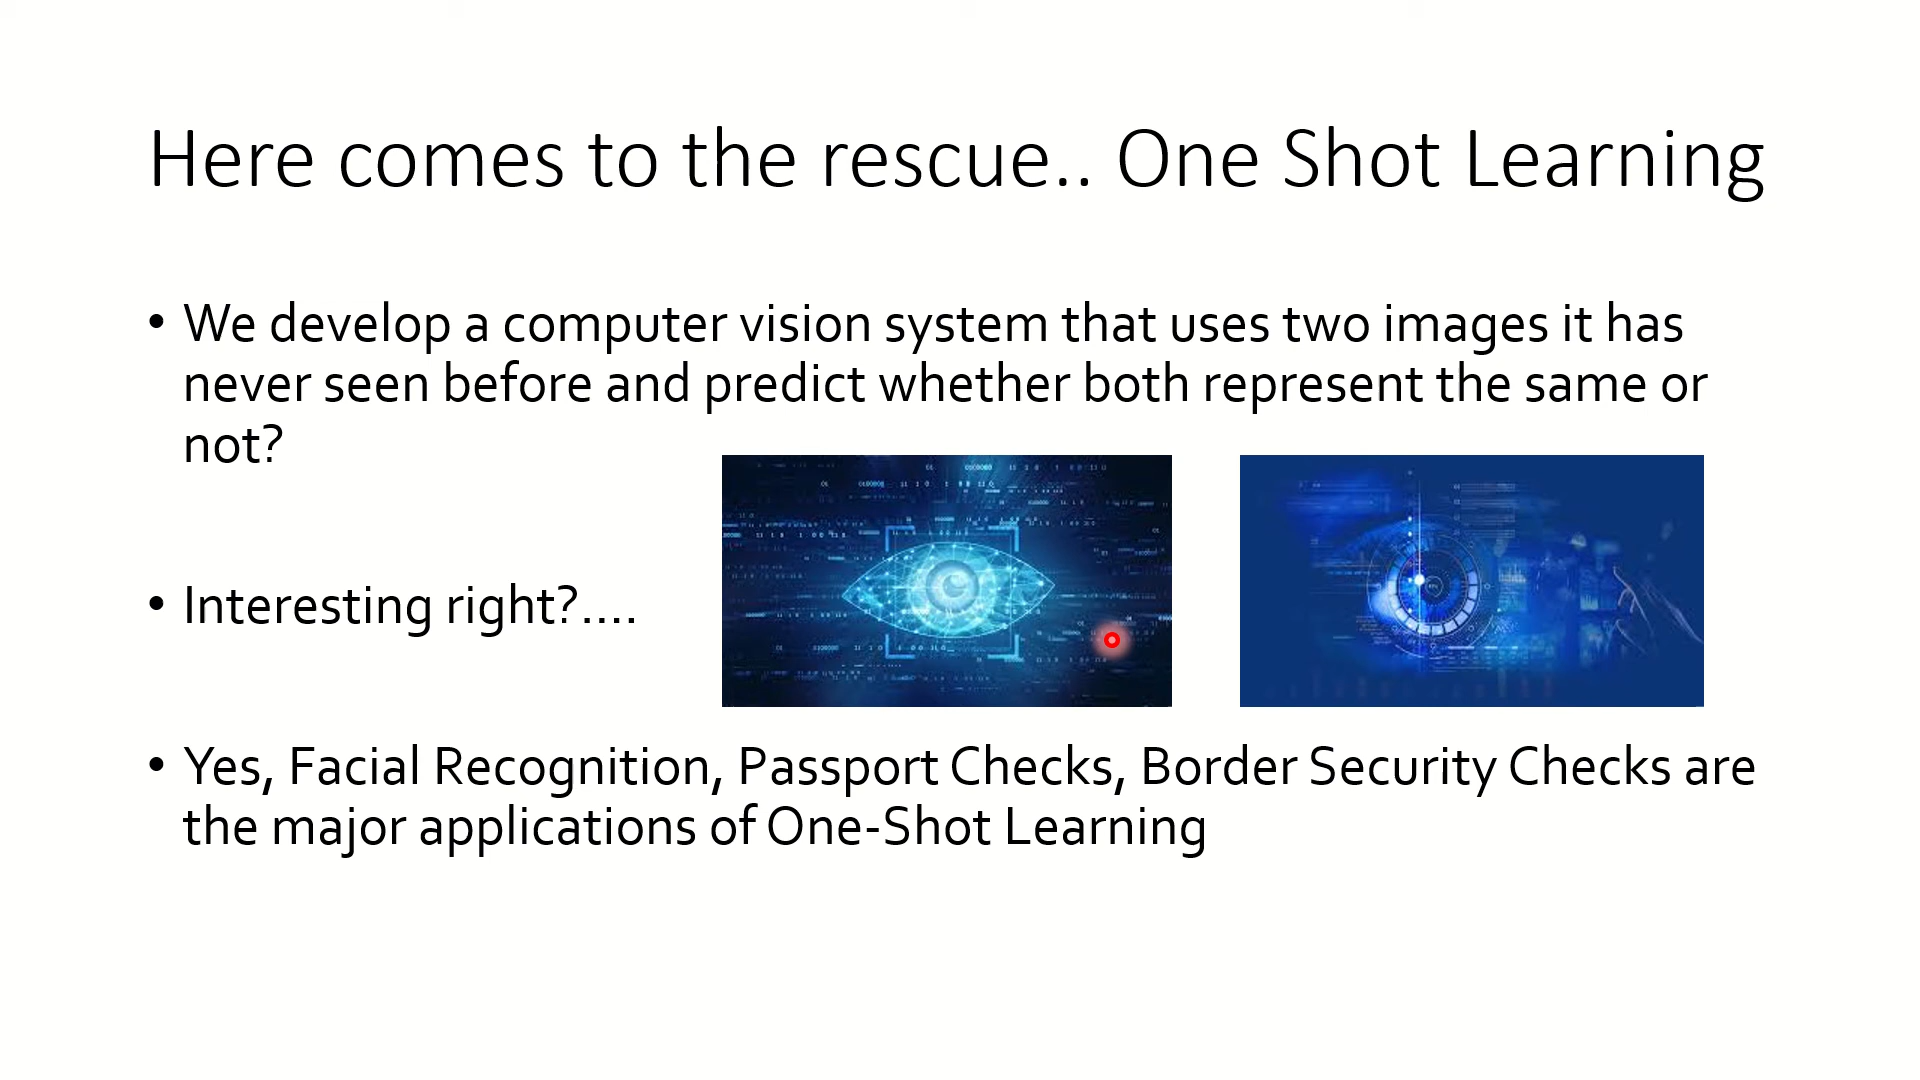 Here comes to the rescue.. One Shot Learning
• We develop a computer vision system that uses two images it has
never seen before and predict whether both represent the same or
not?
• Interesting right?....
• Yes, Facial Recognition, Passport Checks, Border Security Checks are
the major applications of One-Shot Learning